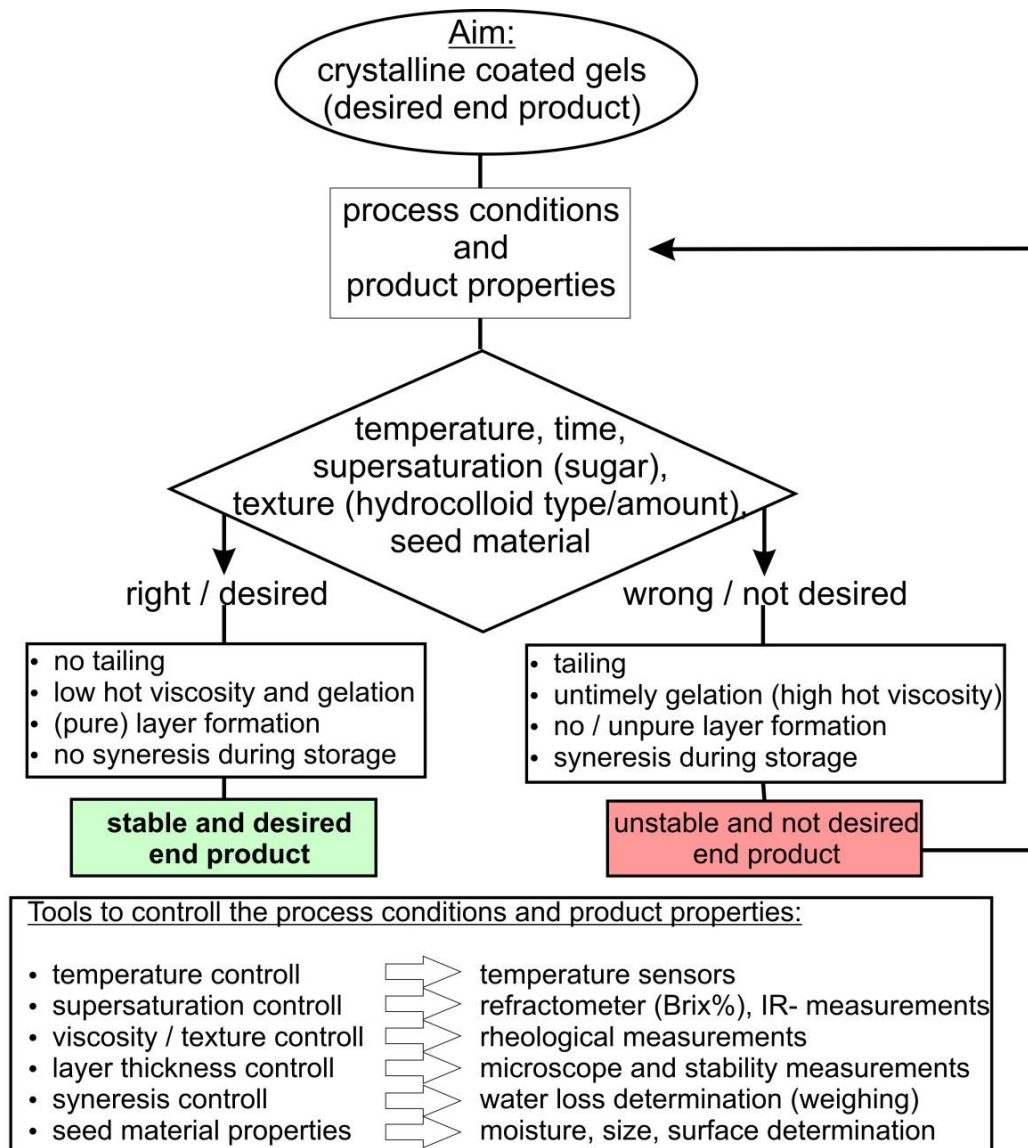 Aim:
crystalline coated gels
(desired end product)
process conditions
and
product properties
temperature, time,
supersaturation (sugar),
texture (hydrocolloid type/amount),
seed material
right / desired
wrong / not desired
• no tailing
• low hot viscosity and gelation
• (pure) layer formation
• no syneresis during storage
• tailing
• untimely gelation (high hot viscosity)
• no / unpure layer formation
• syneresis during storage
stable and desired
end product
unstable and not desired
end product
Tools to controll the process conditions and product properties:
• temperature controll temperature sensors
• supersaturation controll refractometer (Brix%), IR- measurements
• viscosity / texture controll rheological measurements
• layer thickness controll microscope and stability measurements
• syneresis controll water loss determination (weighing)
• seed material properties moisture, size, surface determination